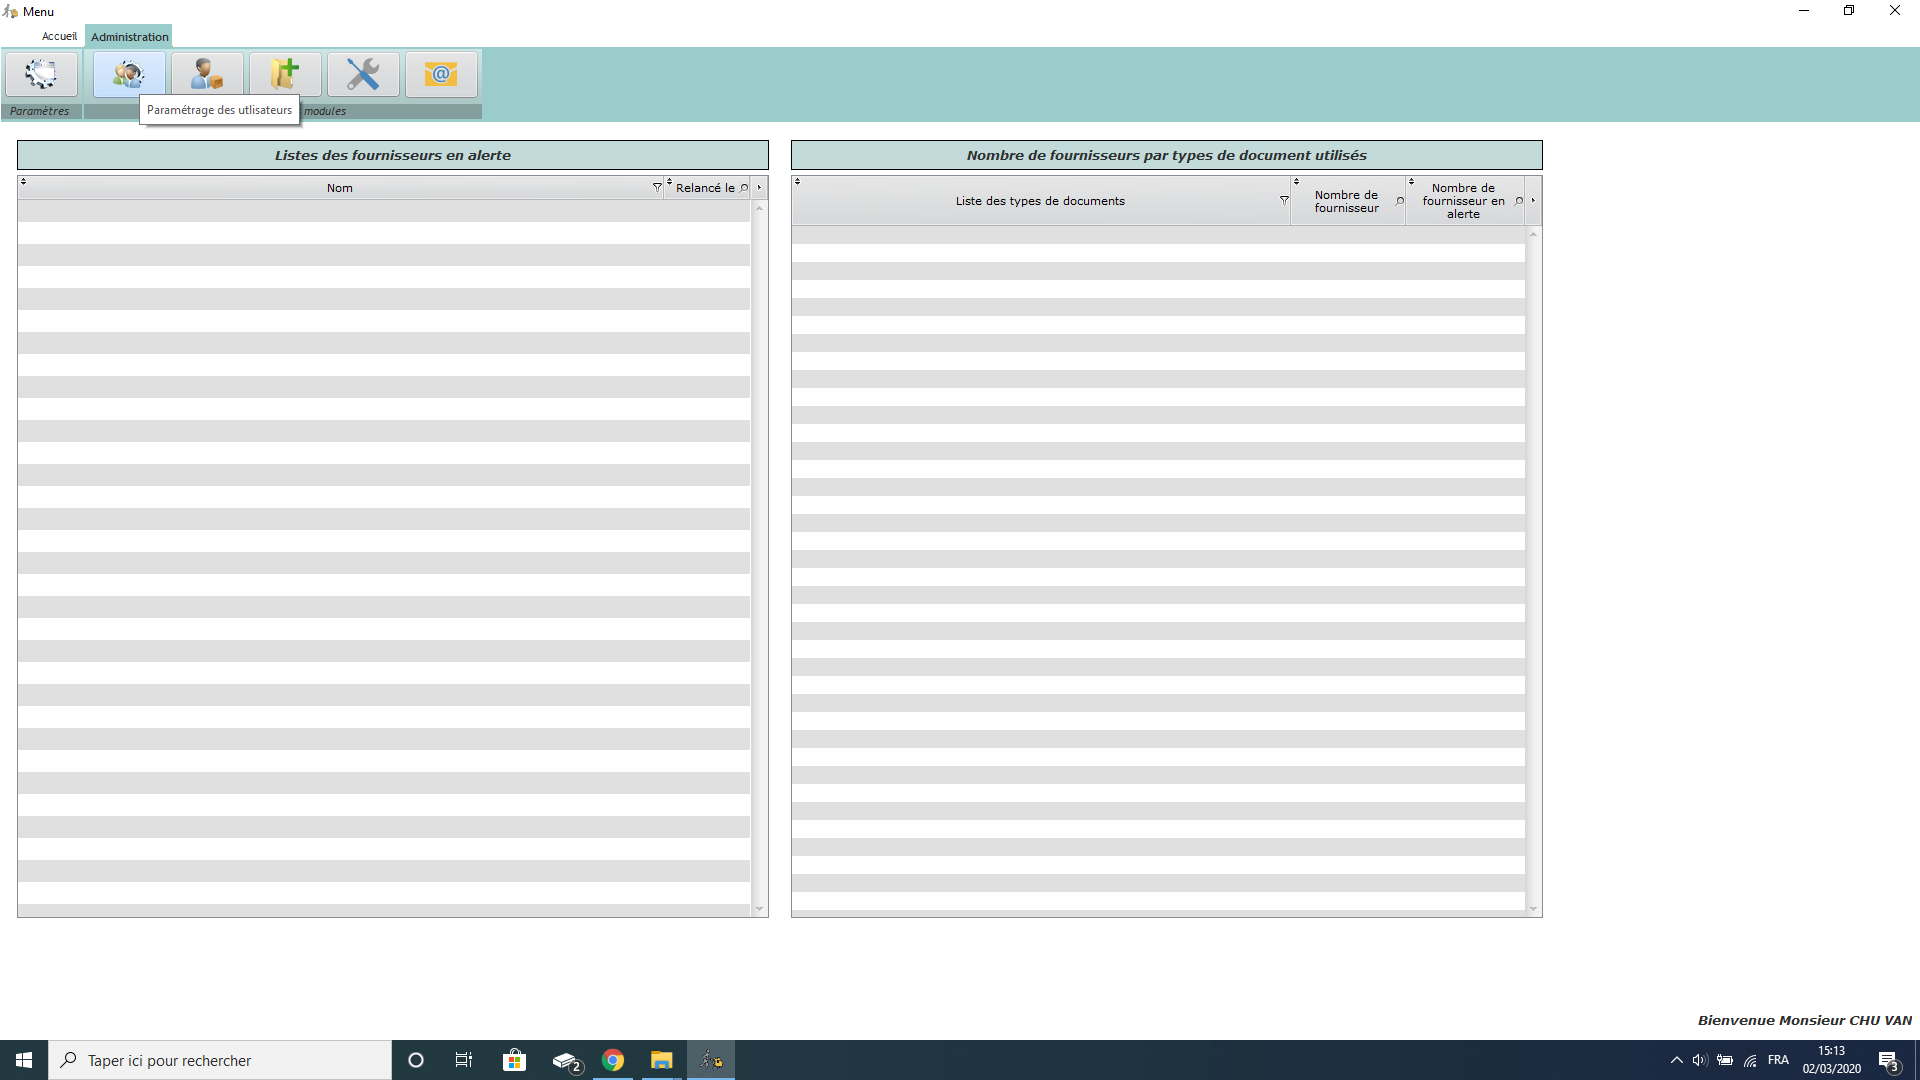 Menu
Accueil
Administration
Paramètres
modules
Paramétrage des utlisateurs
Listes des fournisseurs en alerte
Nom
Relancé le
Nombre de fournisseurs par types de document utilisés
Liste des types de documents
Nombre de
fournisseur
Nombre de
fournisseur en
alerte
Bienvenue Monsieur CHU VAN
Taper ici pour rechercher
2
FRA
15:13
02/03/2020
3